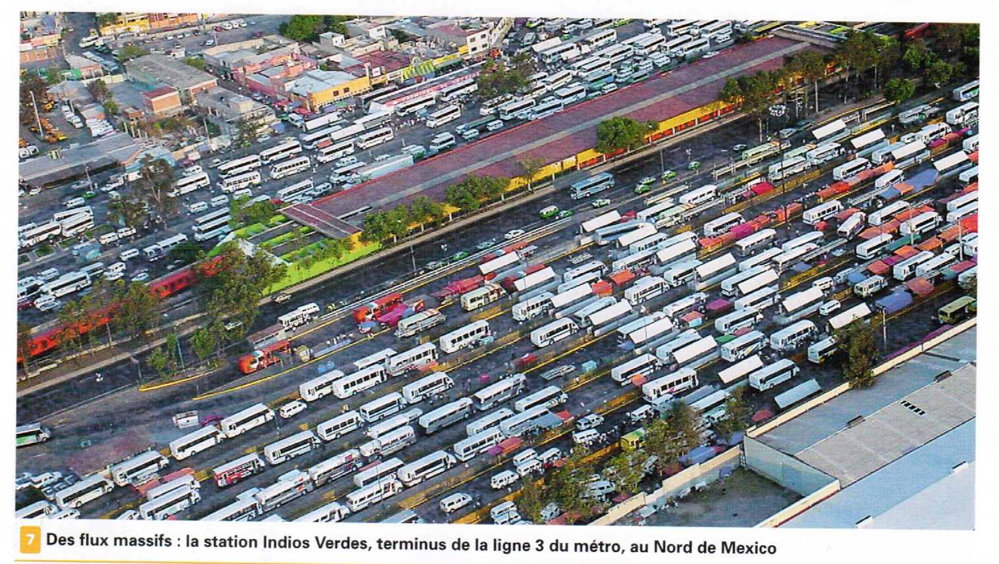 7 Des flux massifs : la station Indios Verdes, terminus de la ligne 3 du métro, au Nord de Mexico